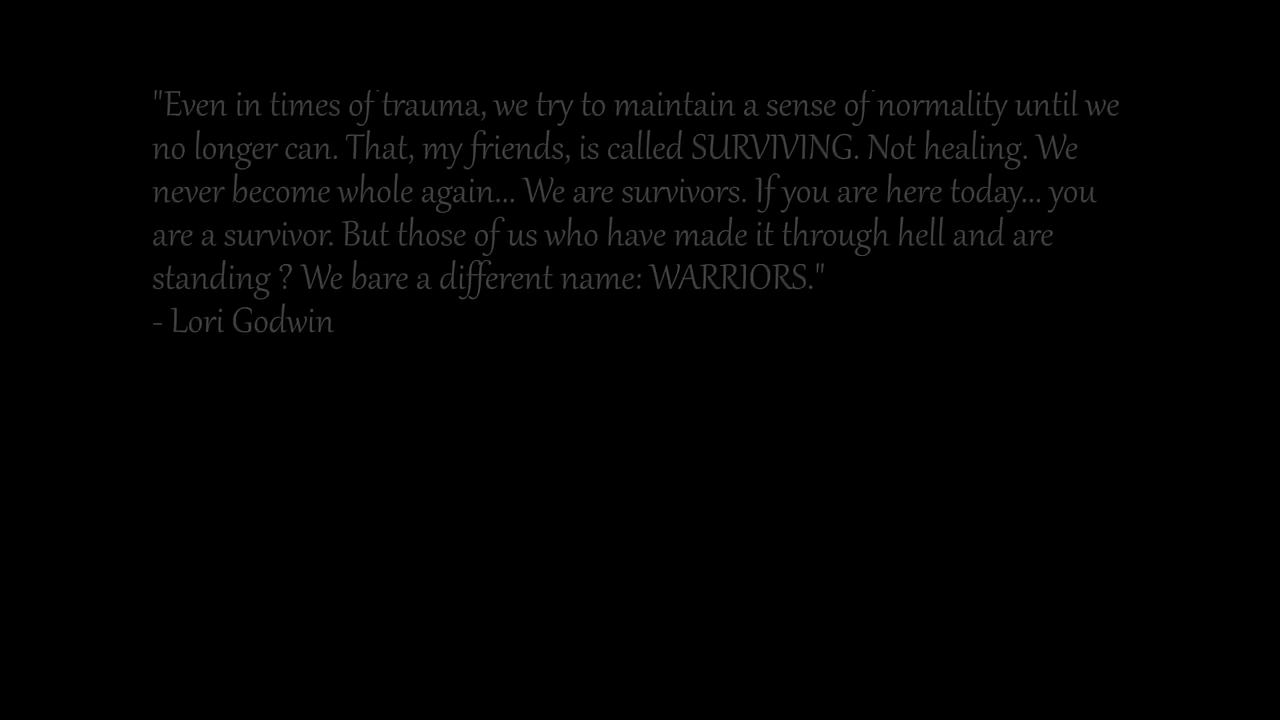 "Even in times of trauma, we try to maintain a sense of normality until we
no longer can. That, my friends, is called SURVIVING. Not healing. We
never become whole again... We are survivors. If you are here today... you
are a survivor. But those of us who have made it through hell and are
standing ? We bare a different name: WARRIORS."
- Lori Godwin